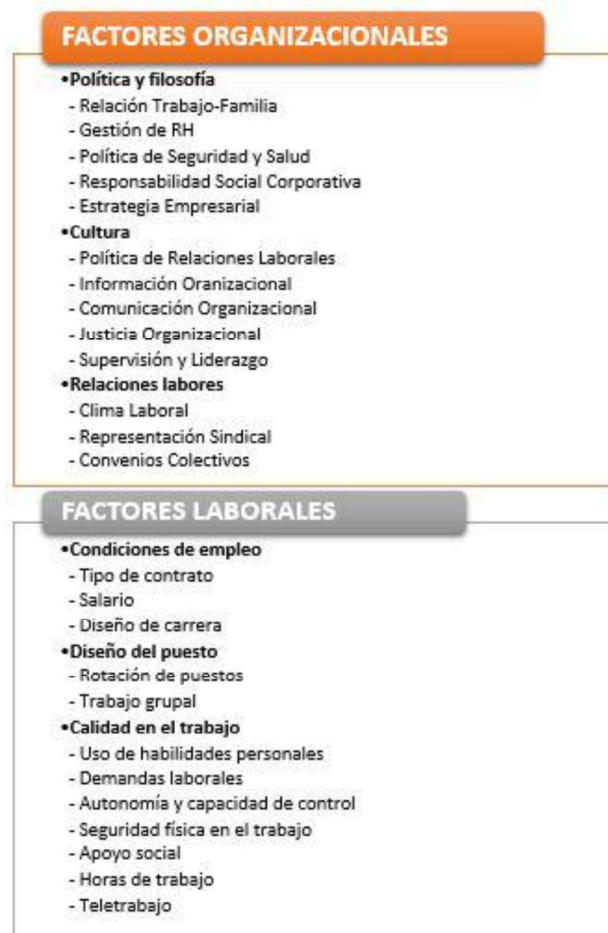 FACTORES ORGANIZACIONALES
•Política y filosofía
- Relación Trabajo-Familia
- Gestión de RH
- Política de Seguridad y Salud
- Responsabilidad Social Corporativa
- Estrategia Empresarial
•Cultura
- Política de Relaciones Laborales
- Información Oranizacional
- Comunicación Organizacional
- Justicia Organizacional
- Supervisión y Liderazgo
•Relaciones labores
- Clima Laboral
- Representación Sindical
- Convenios Colectivos
FACTORES LABORALES
•Condiciones de empleo
- Tipo de contrato
- Salario
- Diseño de carrera
•Diseño del puesto
- Rotación de puestos
- Trabajo grupal
•Calidad en el trabajo
- Uso de habilidades personales
- Demandas laborales
- Autonomía y capacidad de control
- Seguridad física en el trabajo
- Apoyo social
- Horas de trabajo
- Teletrabajo